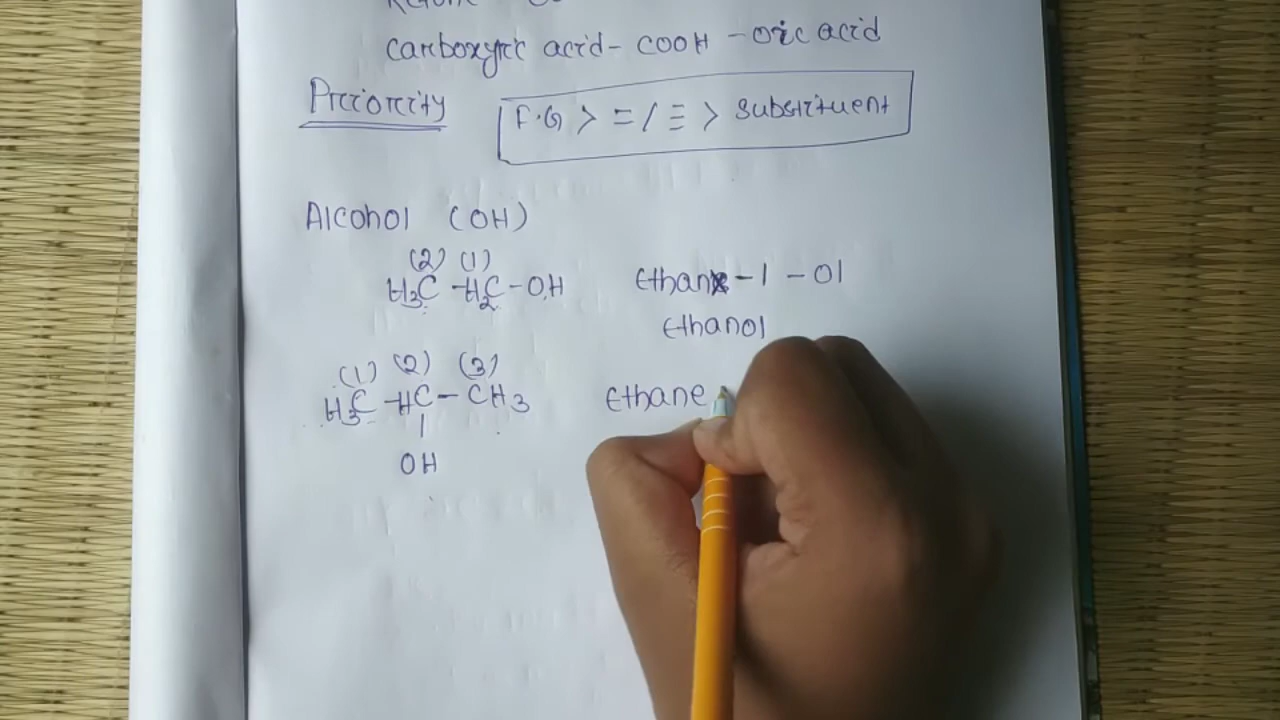 Carboxylic acid - COOH - oic acid
Priority
F.G > = / ≡ > Substituent
Alcohol (OH)
(2) (1)
H3C - H2C - OH
Ethan - 1 - ol
Ethanol
(1) (2) (3)
H3C - HC - CH3
Ethane
|
OH